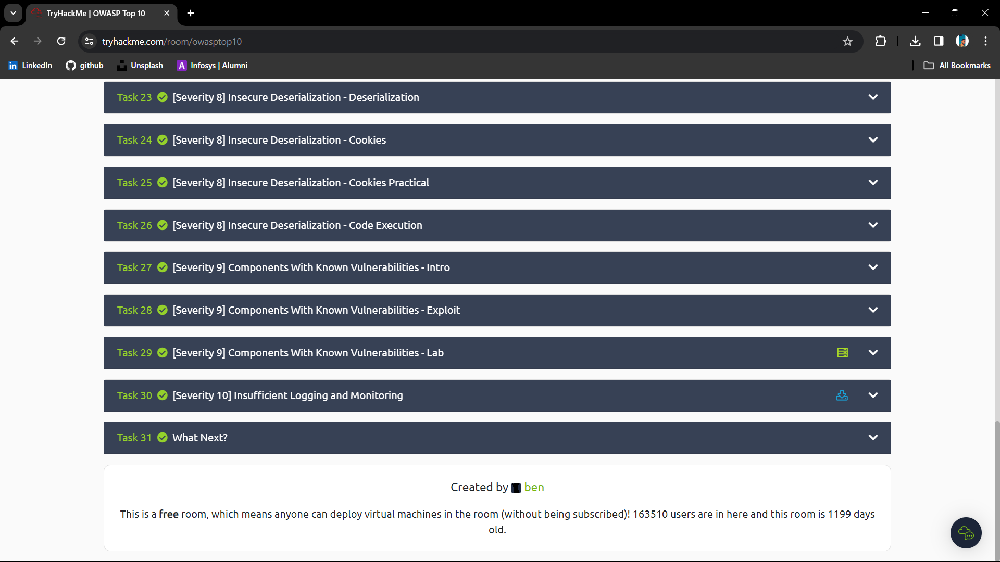 TryHackMe | OWASP Top 10
tryhackme.com/room/owasptop10
LinkedIn github Unsplash A Infosys | Alumni All Bookmarks
Task 23 [Severity 8] Insecure Deserialization - Deserialization
Task 24 [Severity 8] Insecure Deserialization - Cookies
Task 25 [Severity 8] Insecure Deserialization - Cookies Practical
Task 26 [Severity 8] Insecure Deserialization - Code Execution
Task 27 [Severity 9] Components With Known Vulnerabilities - Intro
Task 28 [Severity 9] Components With Known Vulnerabilities - Exploit
Task 29 [Severity 9] Components With Known Vulnerabilities - Lab
Task 30 [Severity 10] Insufficient Logging and Monitoring
Task 31 What Next?
Created by ben
This is a free room, which means anyone can deploy virtual machines in the room (without being subscribed)! 163510 users are in here and this room is 1199 days
old.